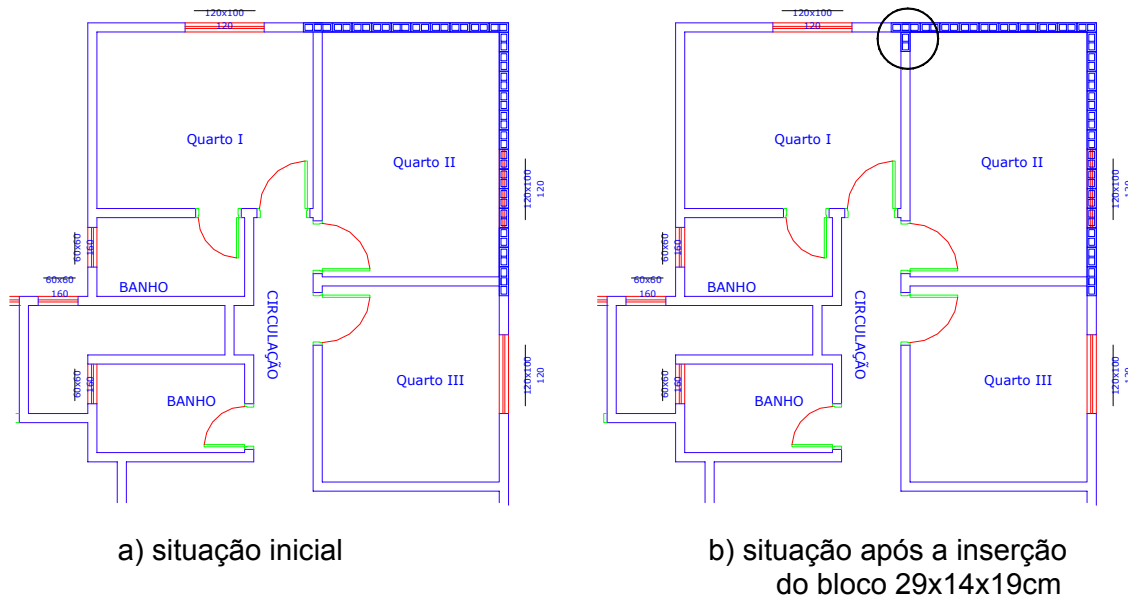 120x100
120
Quarto I
Quarto II
120x100
120
60x60
160
60x60
160
BANHO
CIRCULAÇÃO
60x60
160
BANHO
Quarto III
120x100
120
a) situação inicial
120x100
120
Quarto I
Quarto II
120x100
120
60x60
160
60x60
160
BANHO
CIRCULAÇÃO
60x60
160
BANHO
Quarto III
120x100
120
b) situação após a inserção
do bloco 29x14x19cm